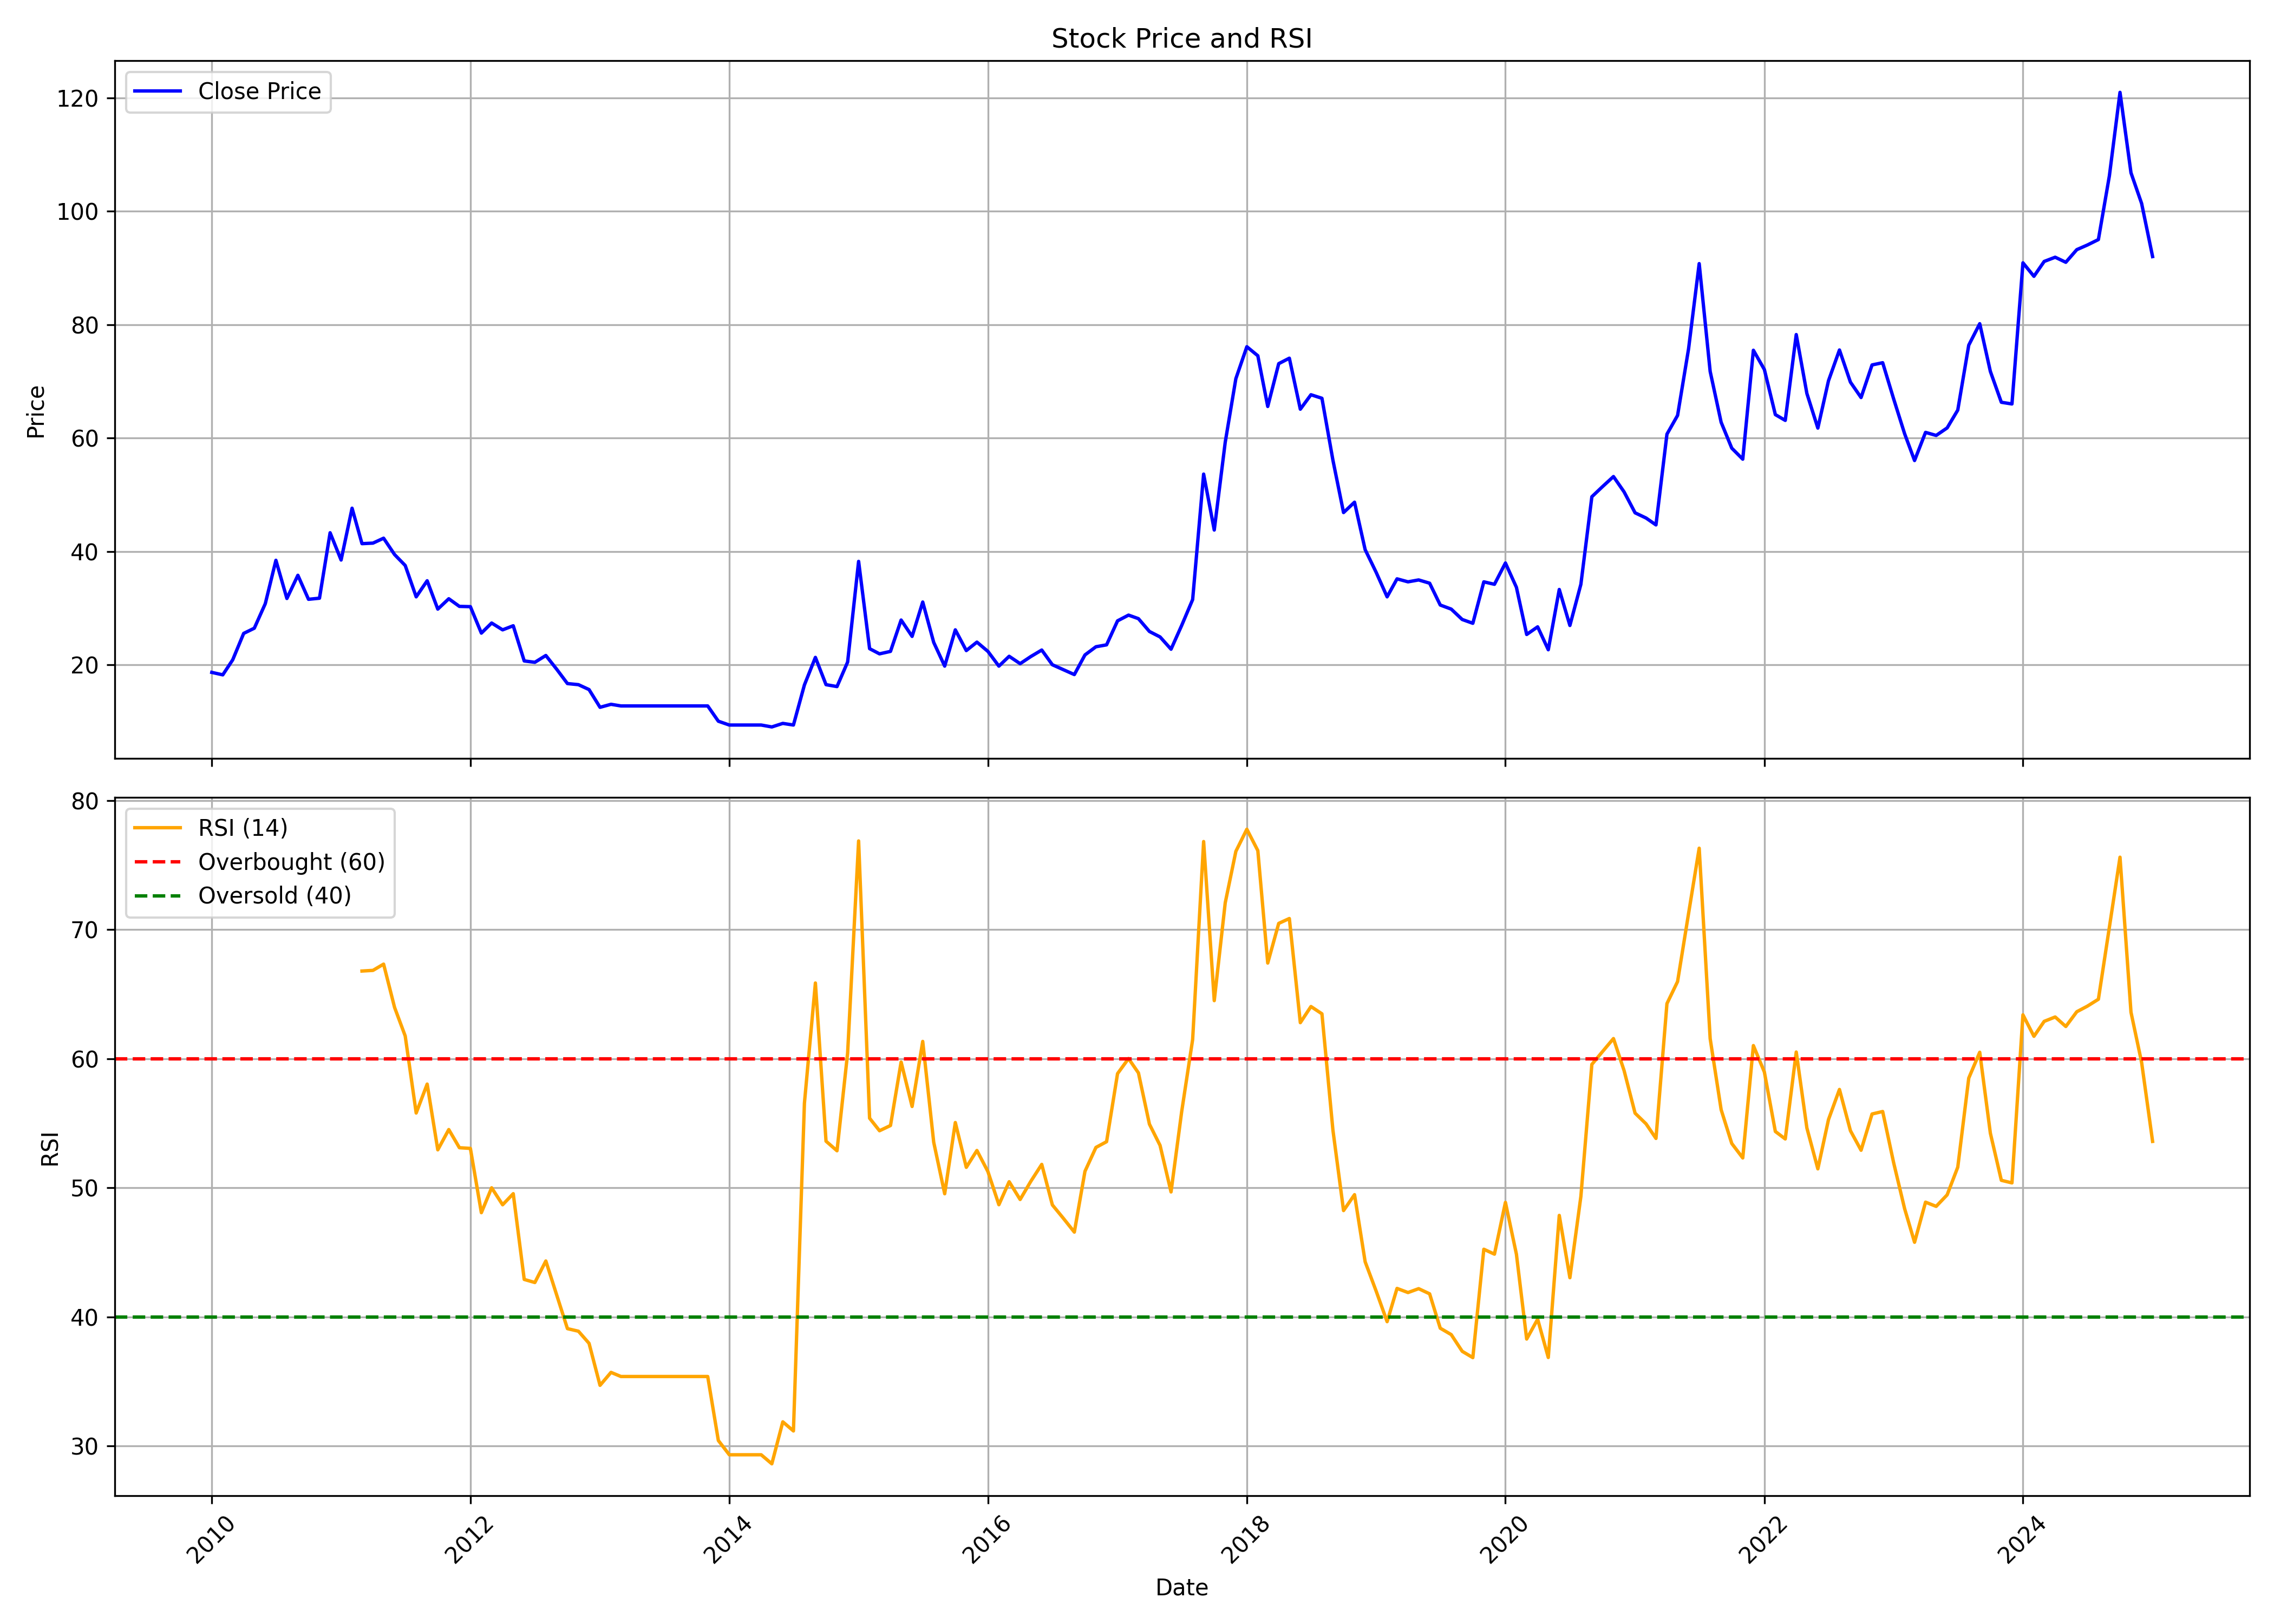 Stock Price and RSI
Close Price
120
100
80
60
40
20
Price
80
70
60
50
40
30
RSI
RSI (14)
Overbought (60)
Oversold (40)
2010
2012
2014
2016
2018
2020
2022
2024
Date